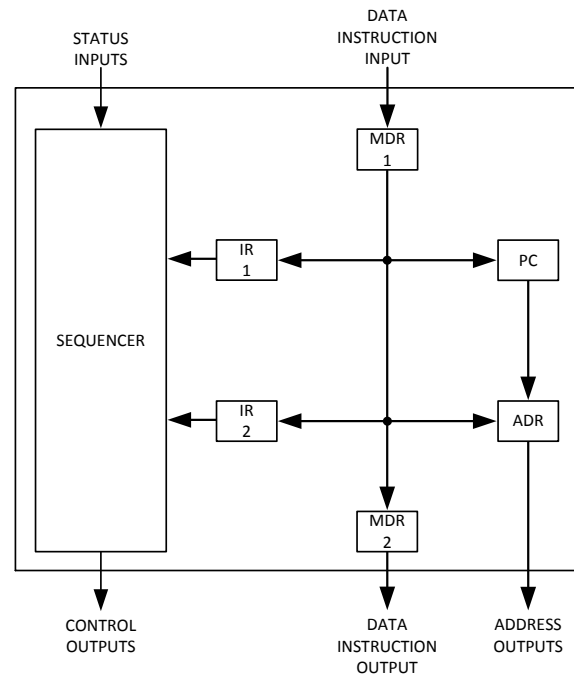 STATUS
INPUTS
DATA
INSTRUCTION
INPUT
MDR
1
IR
1
PC
SEQUENCER
IR
2
ADR
MDR
2
CONTROL
OUTPUTS
DATA
INSTRUCTION
OUTPUT
ADDRESS
OUTPUTS